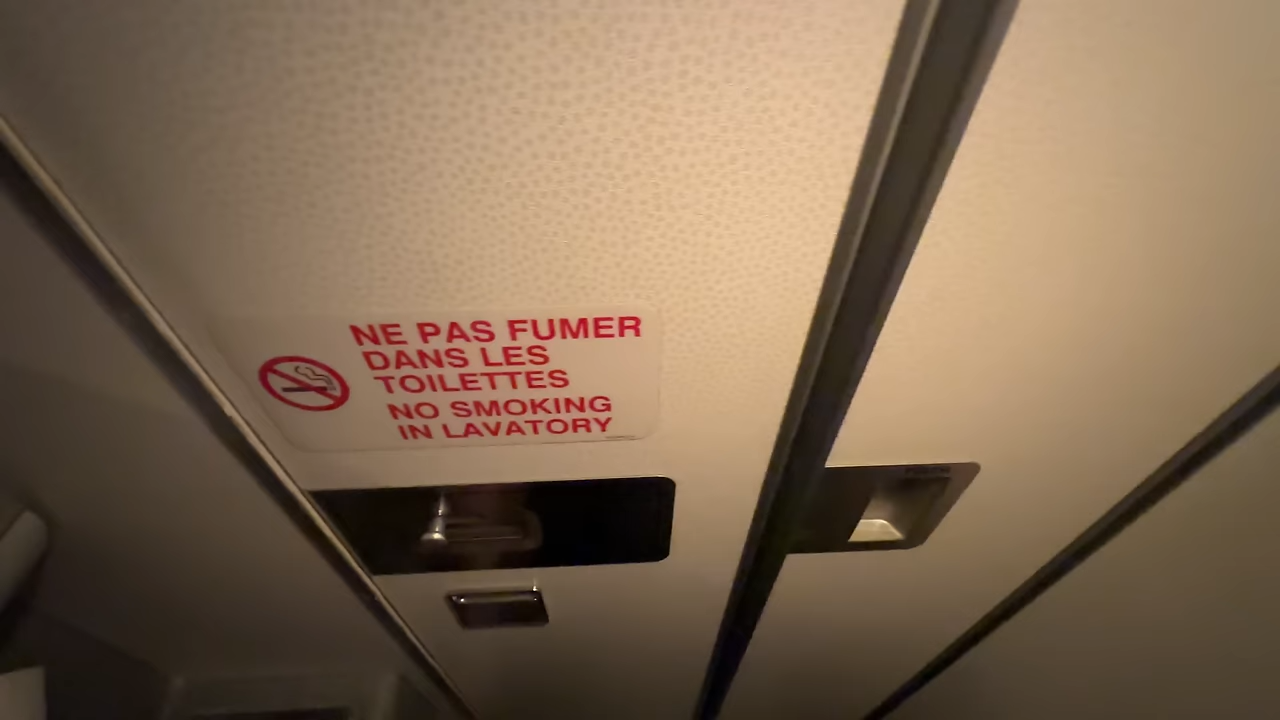 NE PAS FUMER
DANS LES
TOILETTES
NO SMOKING
IN LAVATORY